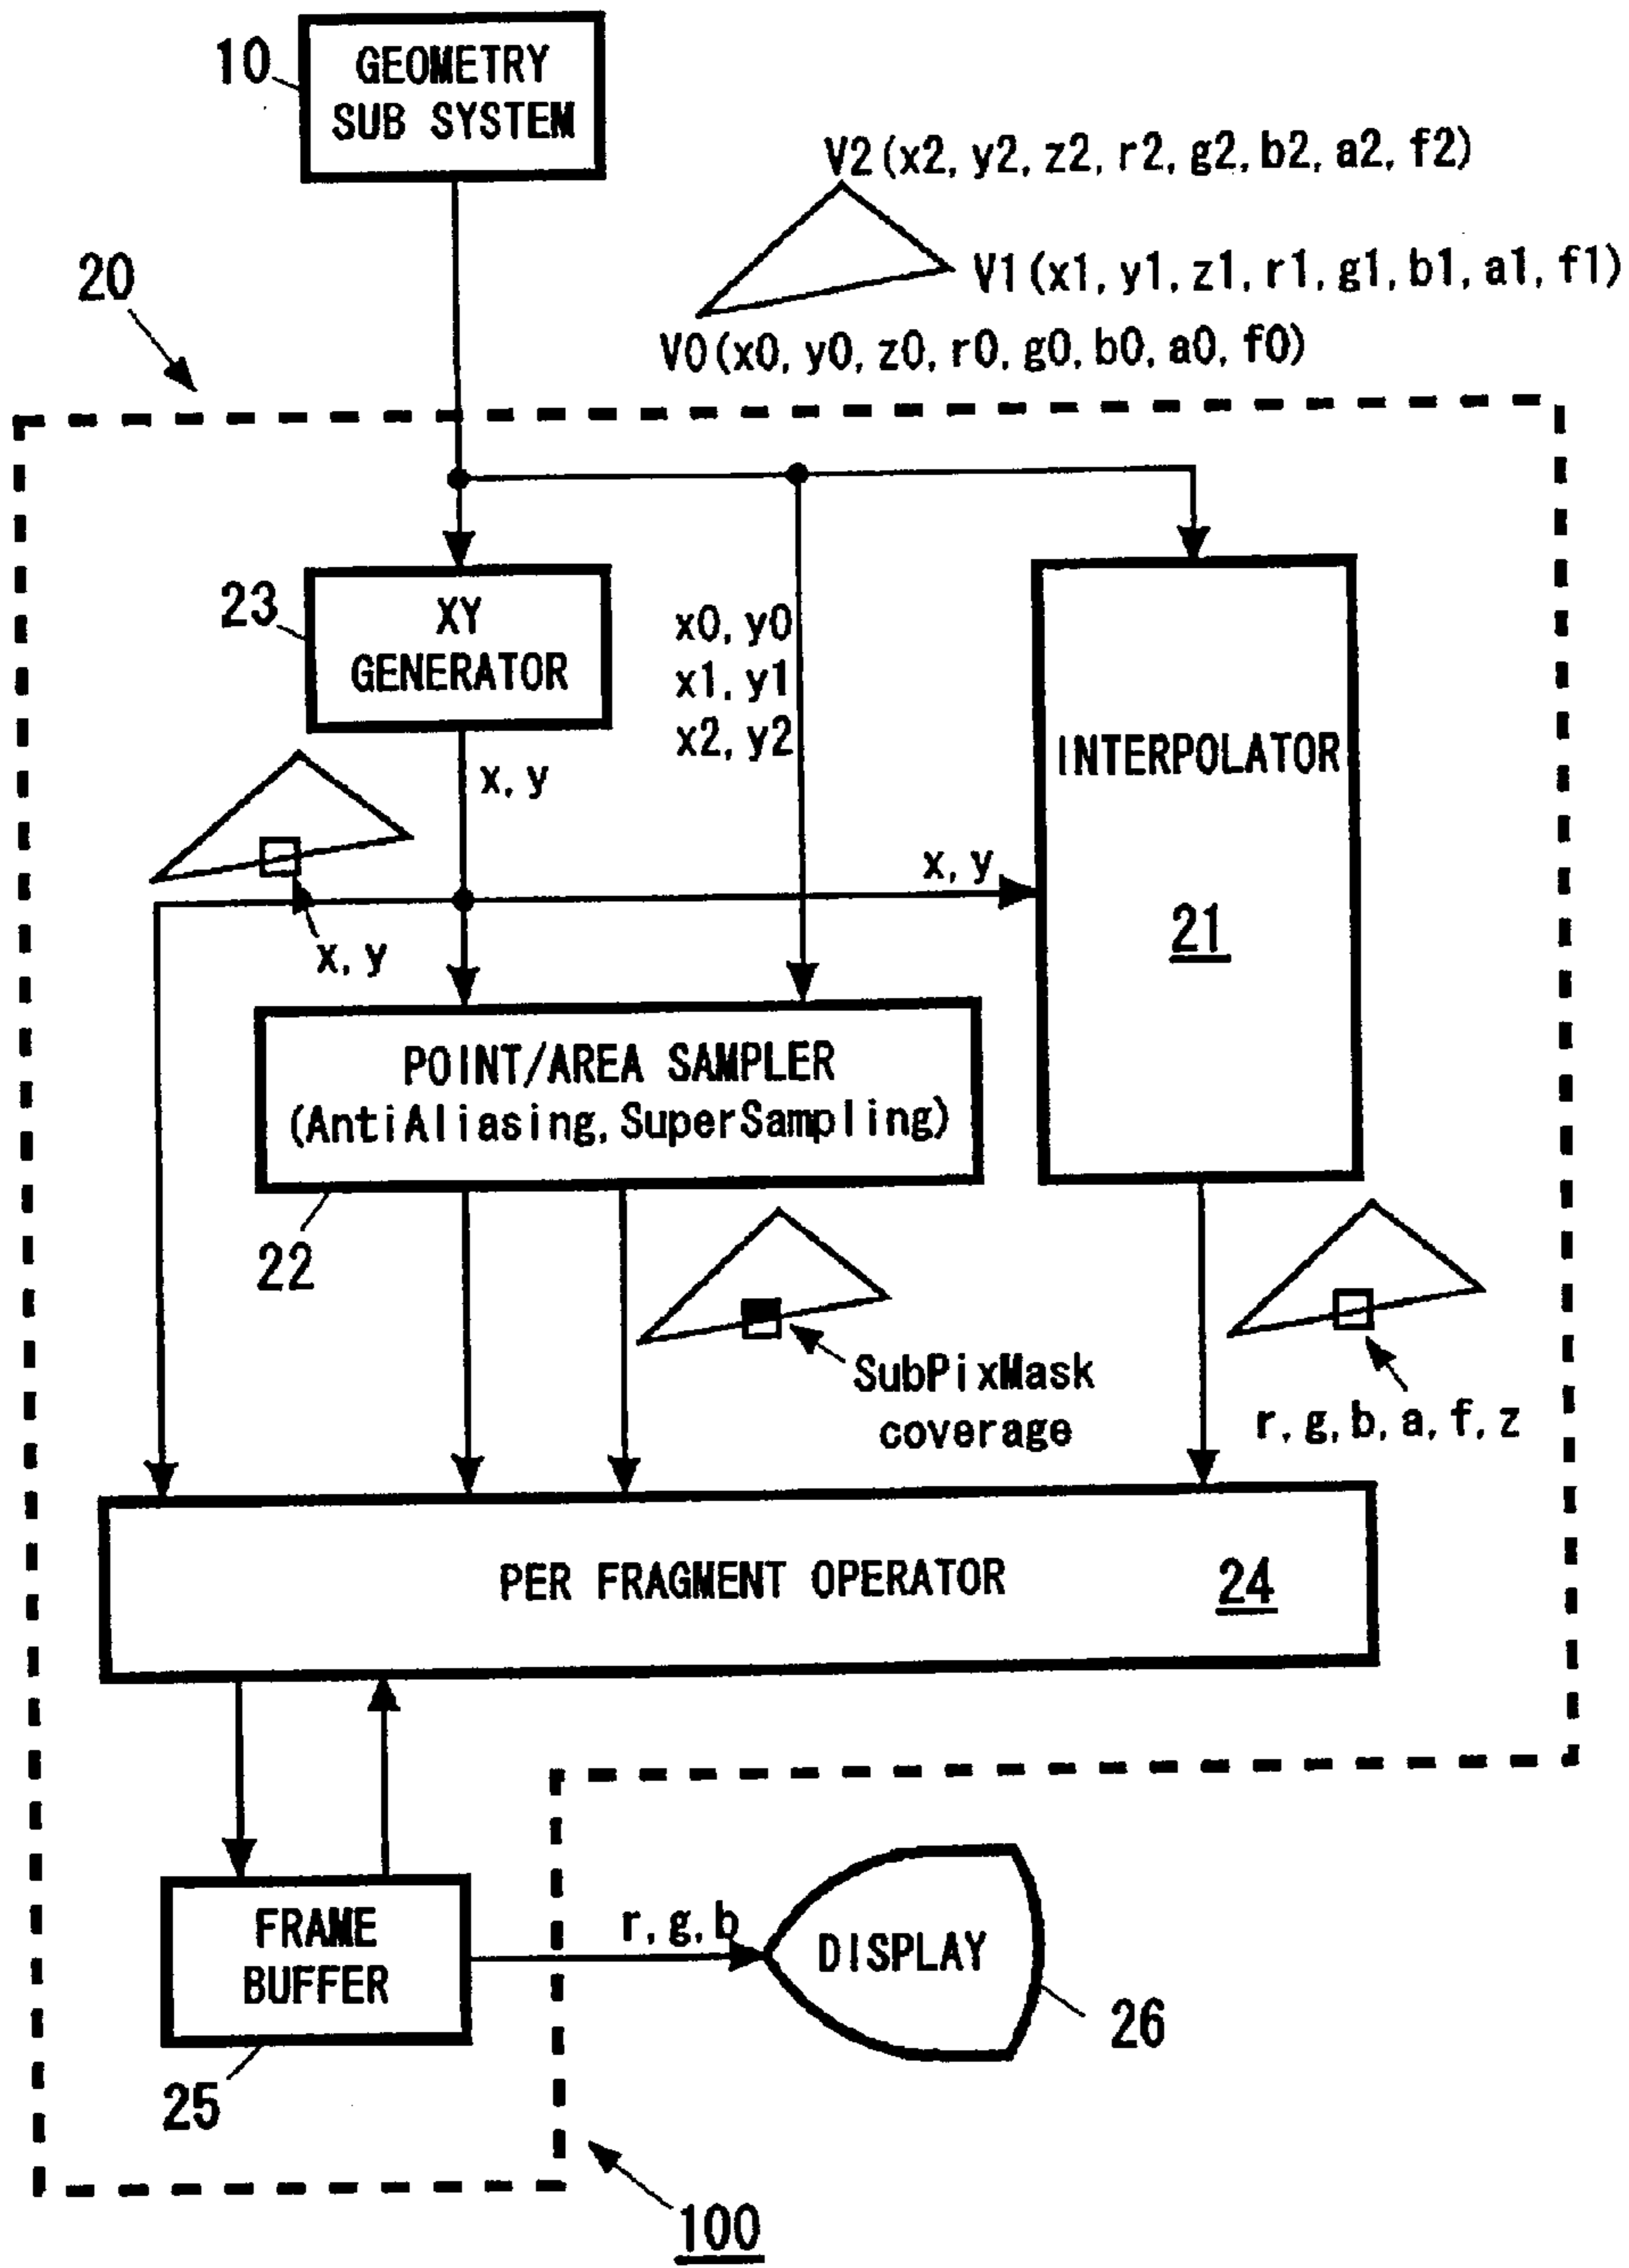 10
GEOMETRY
SUB SYSTEM
V2(x2, y2, z2, r2, g2, b2, a2, f2)
V1(x1, y1, z1, r1, g1, b1, a1, f1)
V0(x0, y0, z0, r0, g0, b0, a0, f0)
20
23
XY
GENERATOR
x0, y0
x1, y1
x2, y2
INTERPOLATOR
21
x, y
x, y
x, y
POINT/AREA SAMPLER
(AntiAliasing, SuperSampling)
22
SubPixMask
coverage
r, g, b, a, f, z
PER FRAGMENT OPERATOR
24
FRAME
BUFFER
25
r, g, b
DISPLAY
26
100